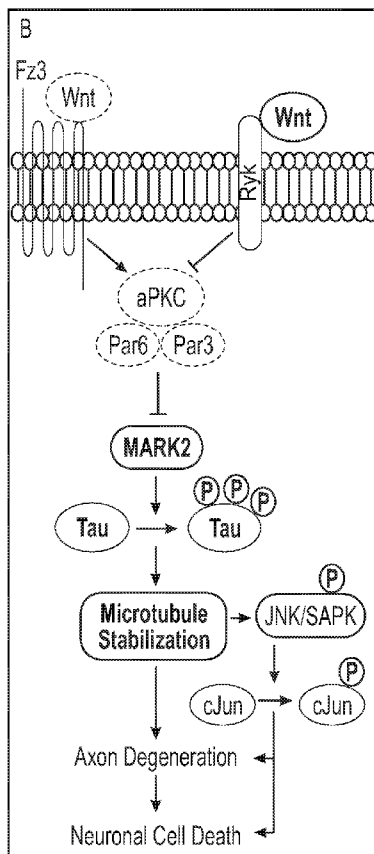 B
Fz3
Wnt
Wnt
Ryk
aPKC
Par6 Par3
MARK2
P P P
Tau Tau
Microtubule
Stabilization
P
JNK/SAPK
P
cJun cJun
Axon Degeneration
Neuronal Cell Death